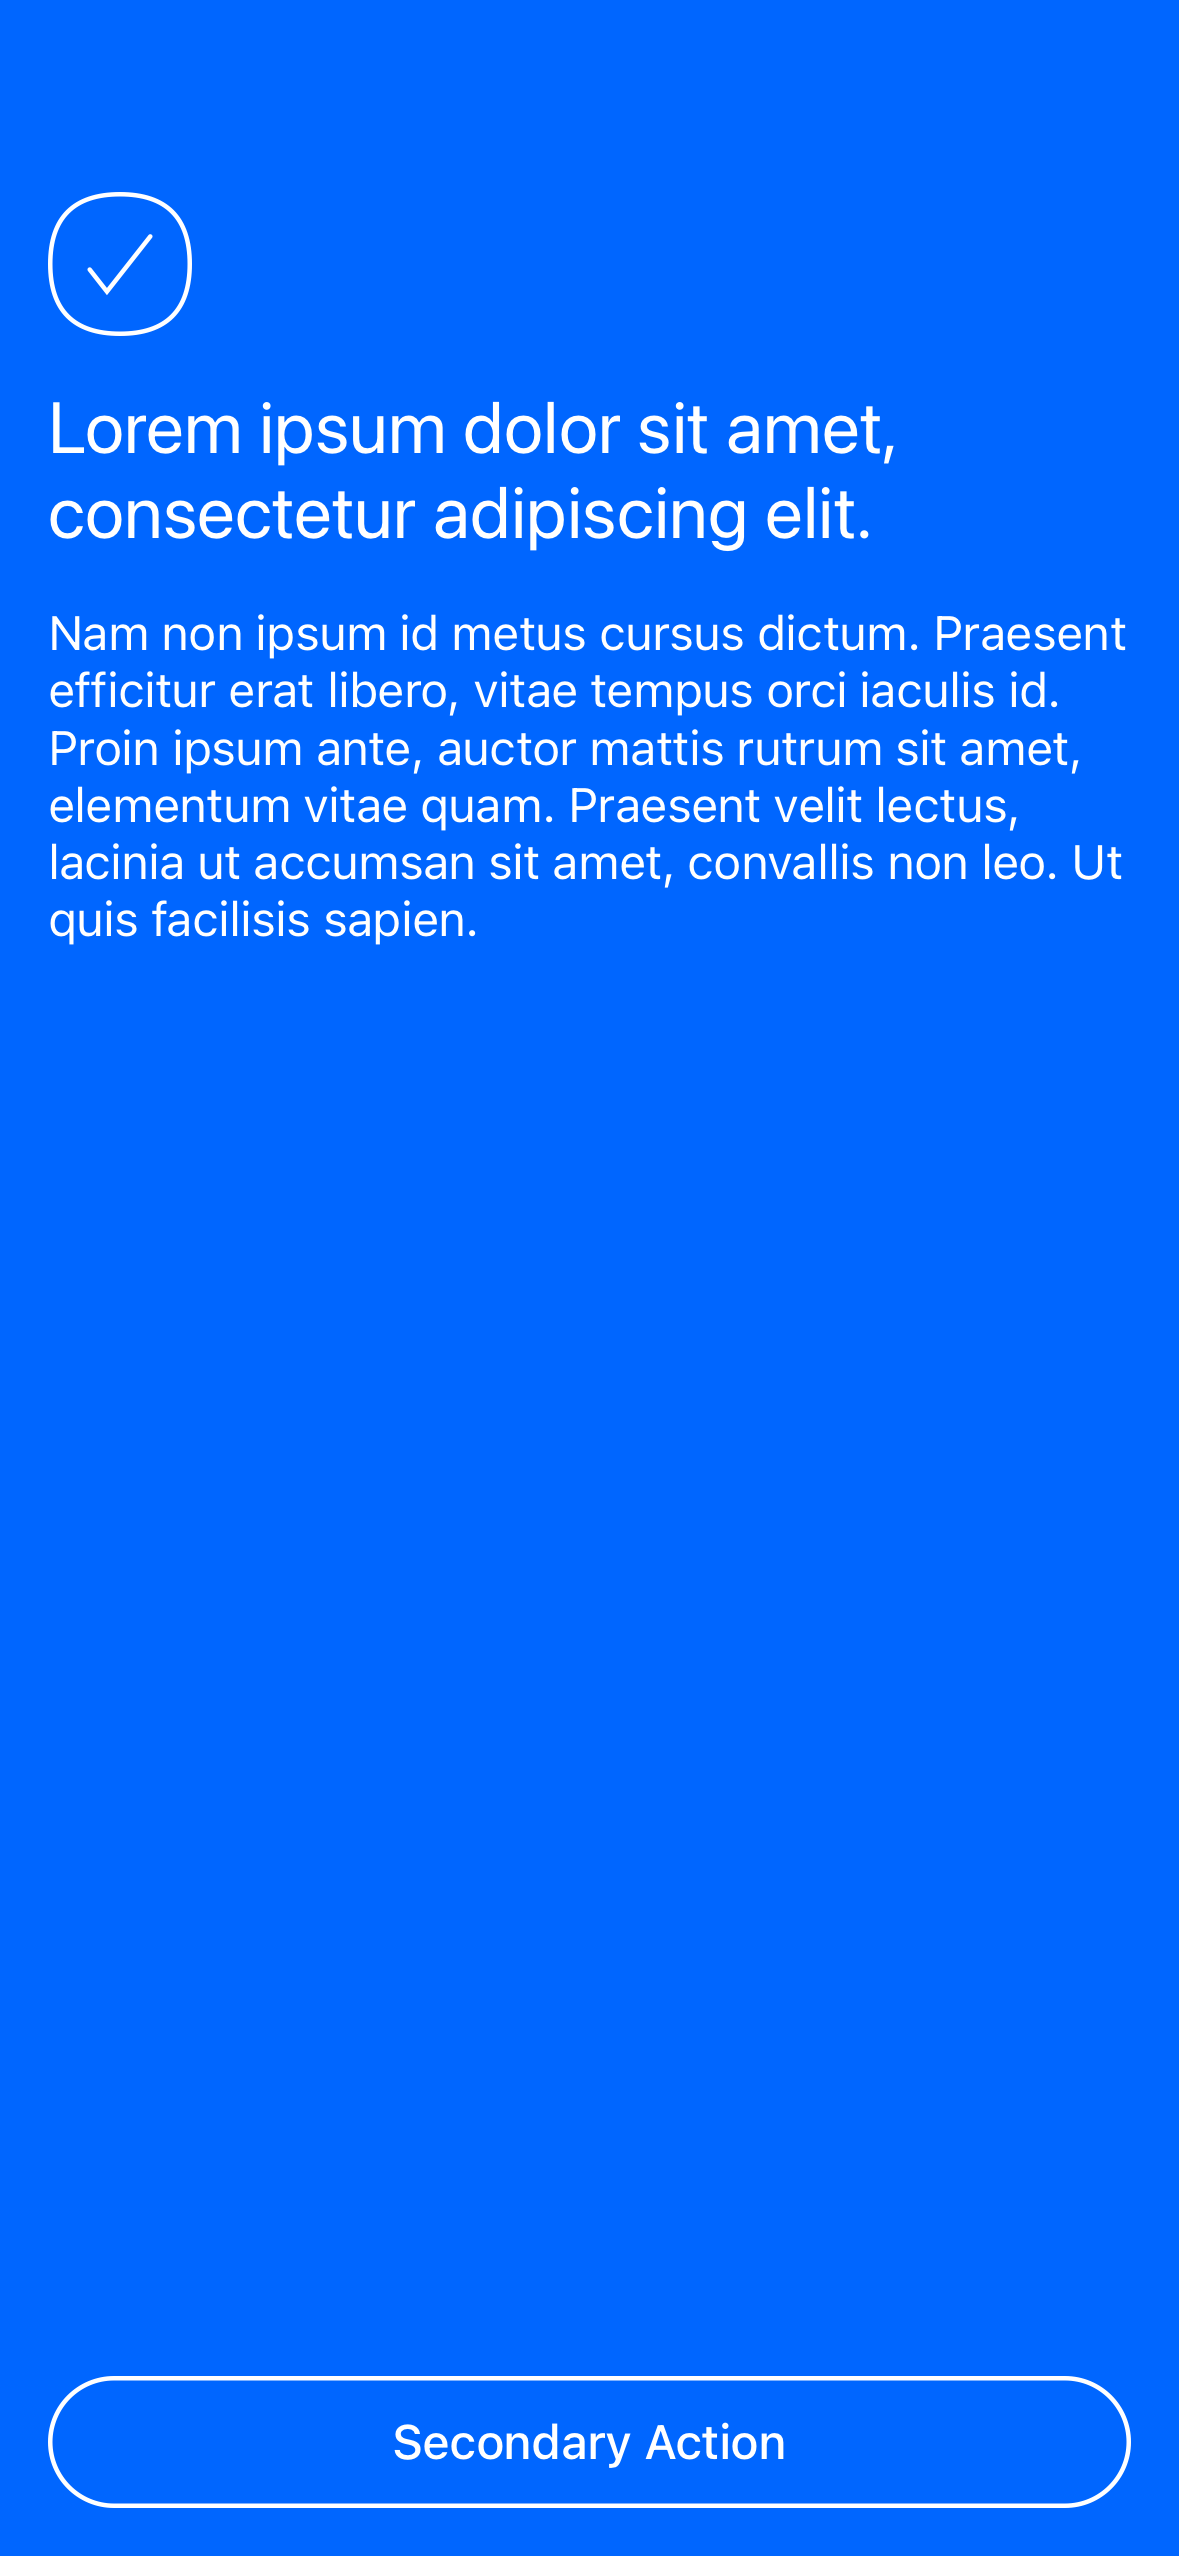 Lorem ipsum dolor sit amet,
consectetur adipiscing elit.
Nam non ipsum id metus cursus dictum. Praesent
efficitur erat libero, vitae tempus orci iaculis id.
Proin ipsum ante, auctor mattis rutrum sit amet,
elementum vitae quam. Praesent velit lectus,
lacinia ut accumsan sit amet, convallis non leo. Ut
quis facilisis sapien.
Secondary Action